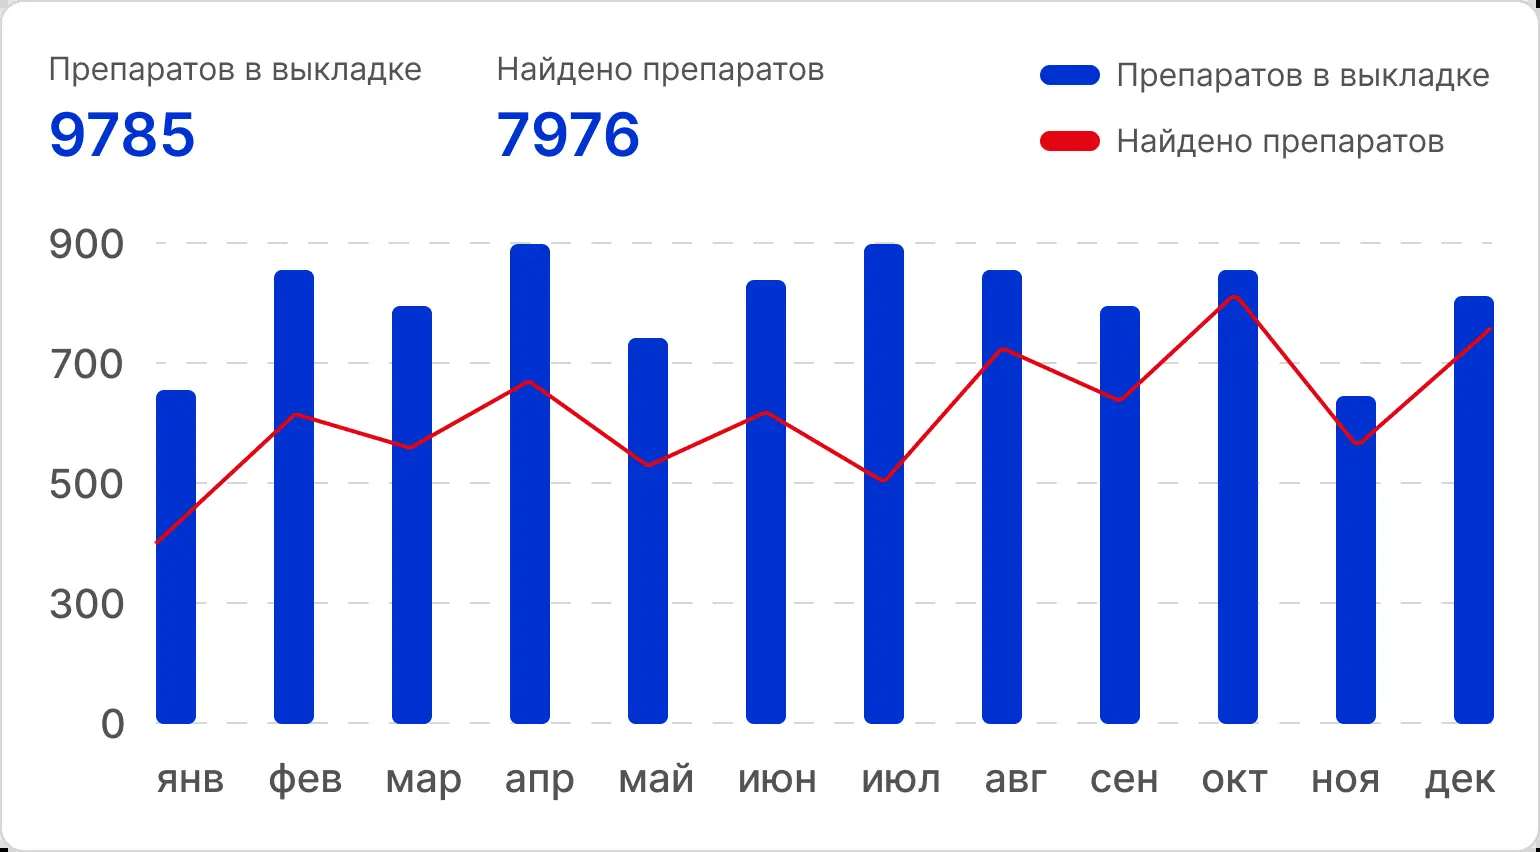 Препаратов в выкладке
9785
Найдено препаратов
7976
Препаратов в выкладке
Найдено препаратов
900
700
500
300
0
янв фев мар апр май июн июл авг сен окт ноя дек